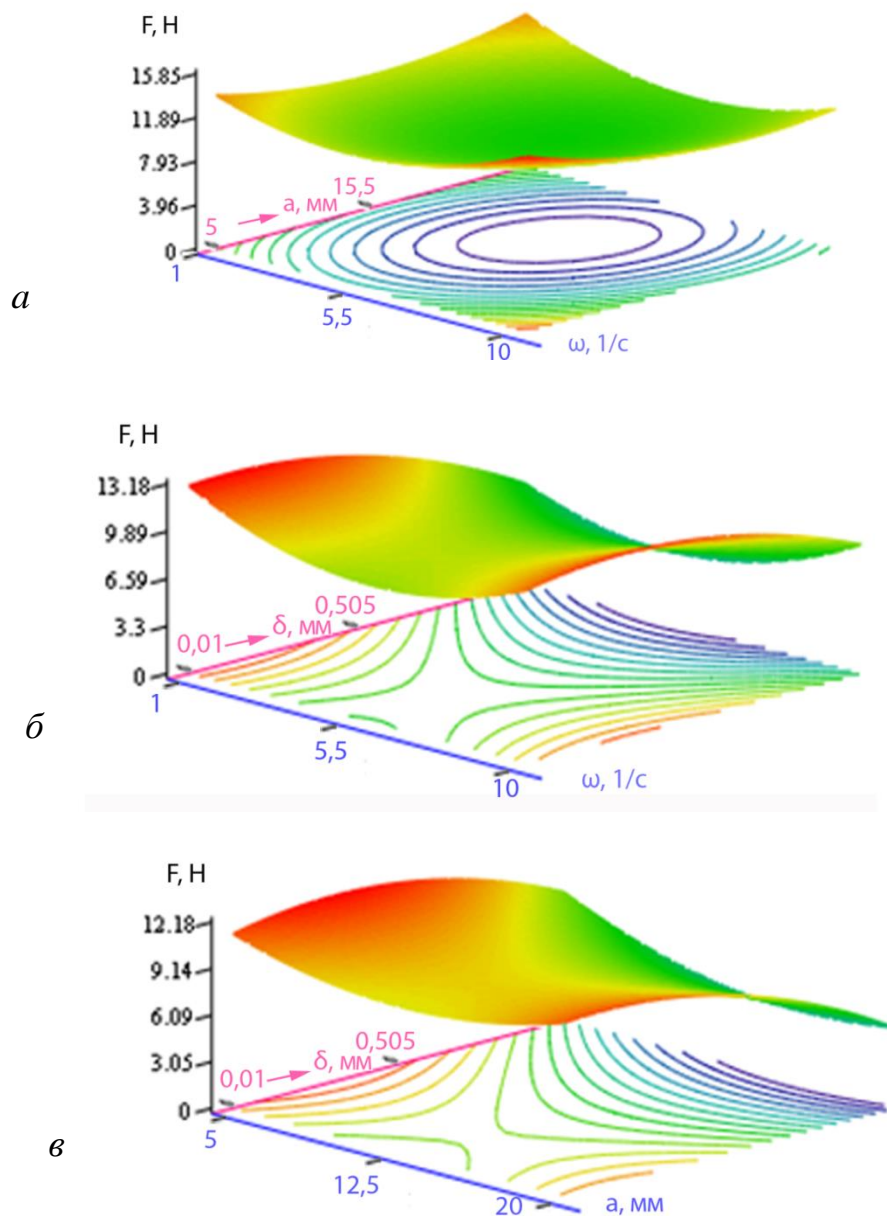 F, Н
15.85
11.89
7.93
3.96
0
15,5
а, мм
5
1
5,5
10
ω, 1/с
а
F, Н
13.18
9.89
6.59
3.3
0
0,505
0,01
δ, мм
1
5,5
10
ω, 1/с
б
F, Н
12.18
9.14
6.09
3.05
0
0,505
0,01
δ, мм
5
12,5
20
а, мм
в